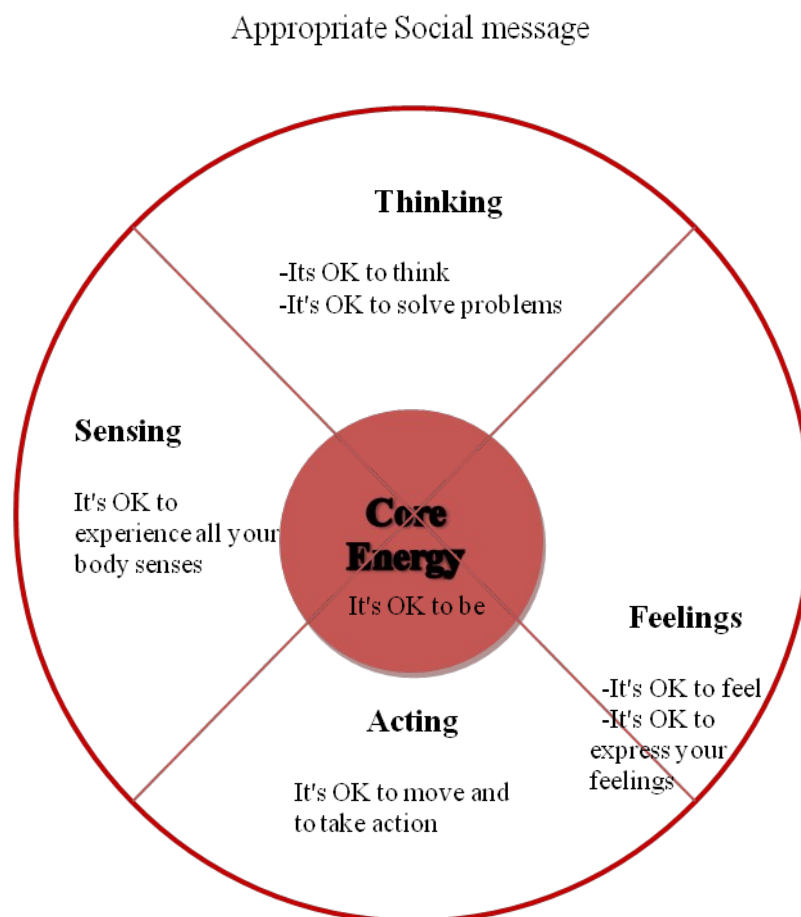 Appropriate Social message
Thinking
-Its OK to think
-It's OK to solve problems
Sensing
It's OK to
experience all your
body senses
Core
Energy
It's OK to be
Feelings
-It's OK to feel
-It's OK to
express your
feelings
Acting
It's OK to move and
to take action